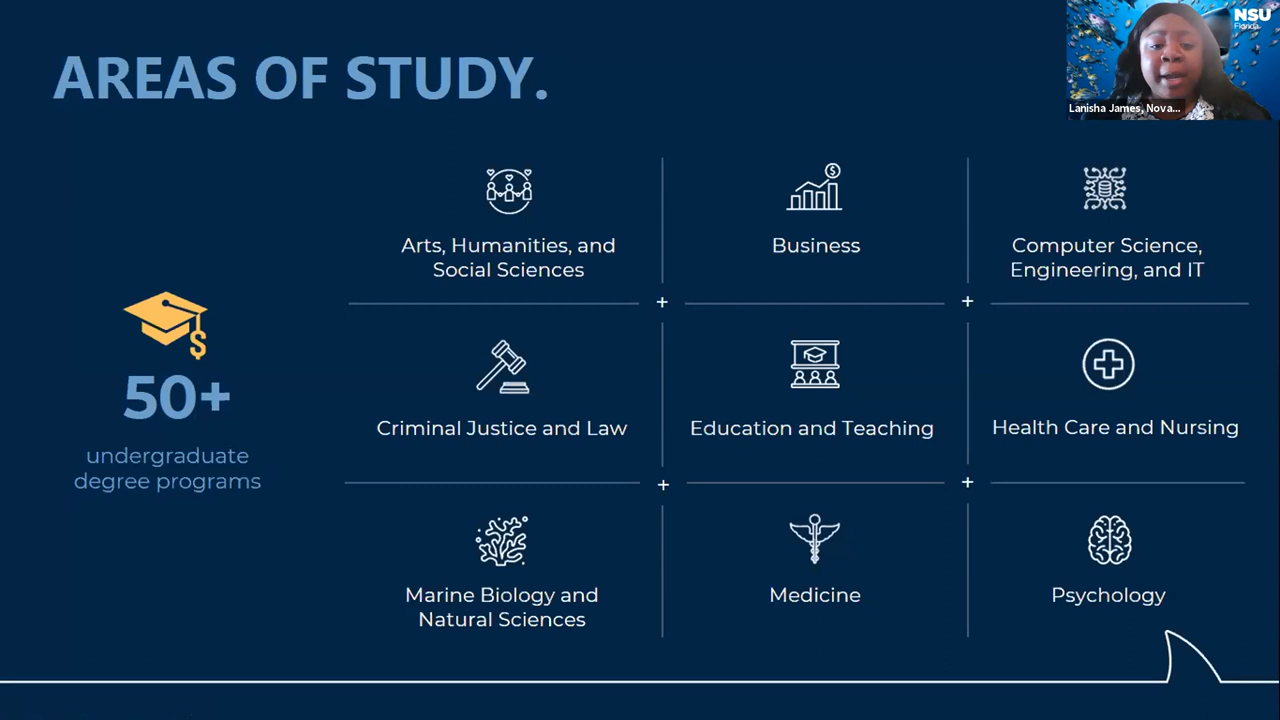 AREAS OF STUDY.
NSU
Florida
Lanisha James, Nova...
Arts, Humanities, and
Social Sciences
Business
Computer Science,
Engineering, and IT
50+
undergraduate
degree programs
Criminal Justice and Law
Education and Teaching
Health Care and Nursing
Marine Biology and
Natural Sciences
Medicine
Psychology